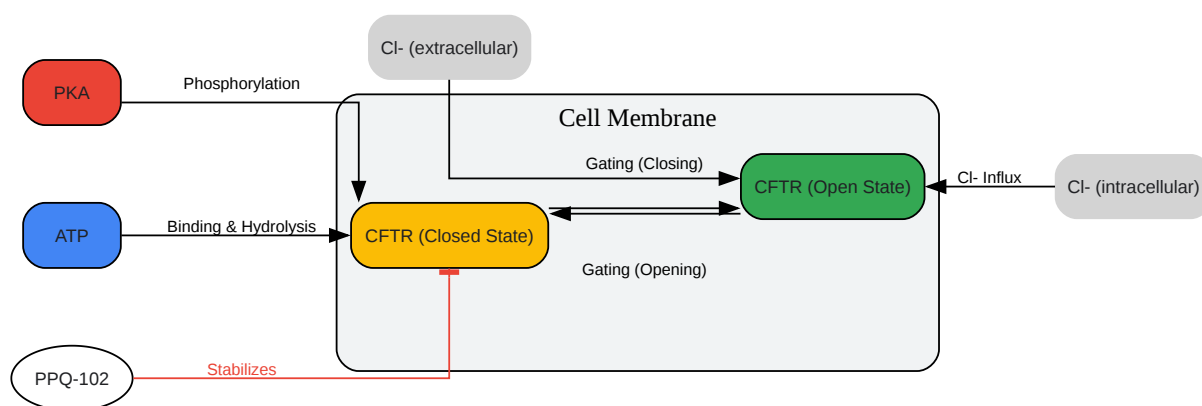 Cl- (extracellular)
PKA
Phosphorylation
Cell Membrane
Gating (Closing)
CFTR (Open State)
Cl- Influx
Cl- (intracellular)
ATP
Binding & Hydrolysis
CFTR (Closed State)
Gating (Opening)
PPQ-102
Stabilizes